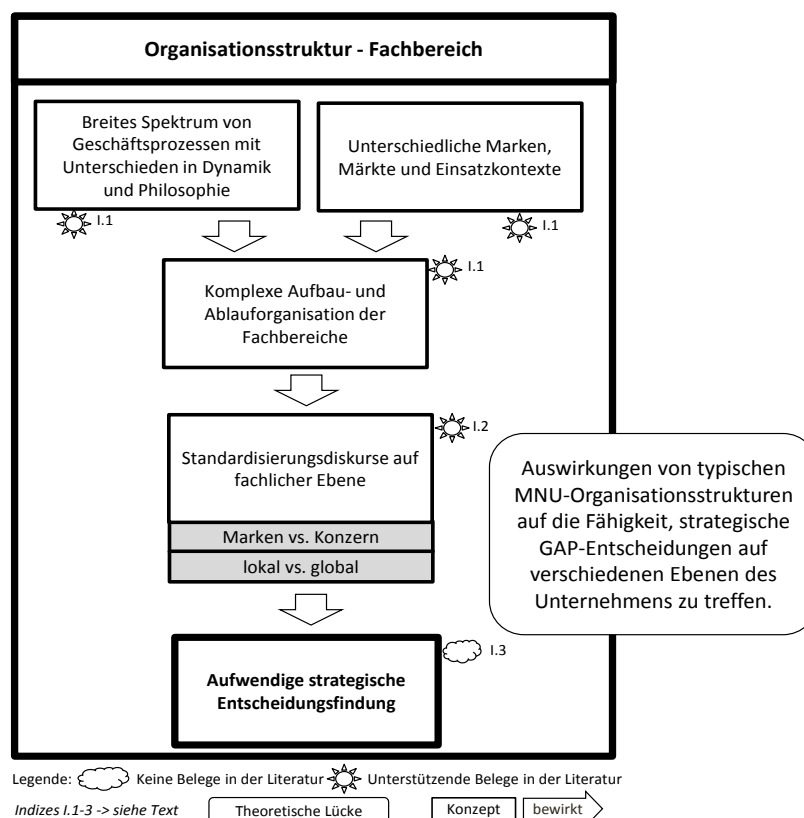 Organisationsstruktur - Fachbereich
Breites Spektrum von
Geschäftsprozessen mit
Unterschieden in Dynamik
und Philosophie
Unterschiedliche Marken,
Märkte und Einsatzkontexte
I.1
I.1
I.1
Komplexe Aufbau- und
Ablauforganisation der
Fachbereiche
I.2
Standardisierungsdiskurse auf
fachlicher Ebene
Marken vs. Konzern
lokal vs. global
Auswirkungen von typischen
MNU-Organisationsstrukturen
auf die Fähigkeit, strategische
GAP-Entscheidungen auf
verschiedenen Ebenen des
Unternehmens zu treffen.
I.3
Aufwendige strategische
Entscheidungsfindung
Legende: Keine Belege in der Literatur Unterstützende Belege in der Literatur
Indizes I.1-3 -> siehe Text Theoretische Lücke Konzept bewirkt